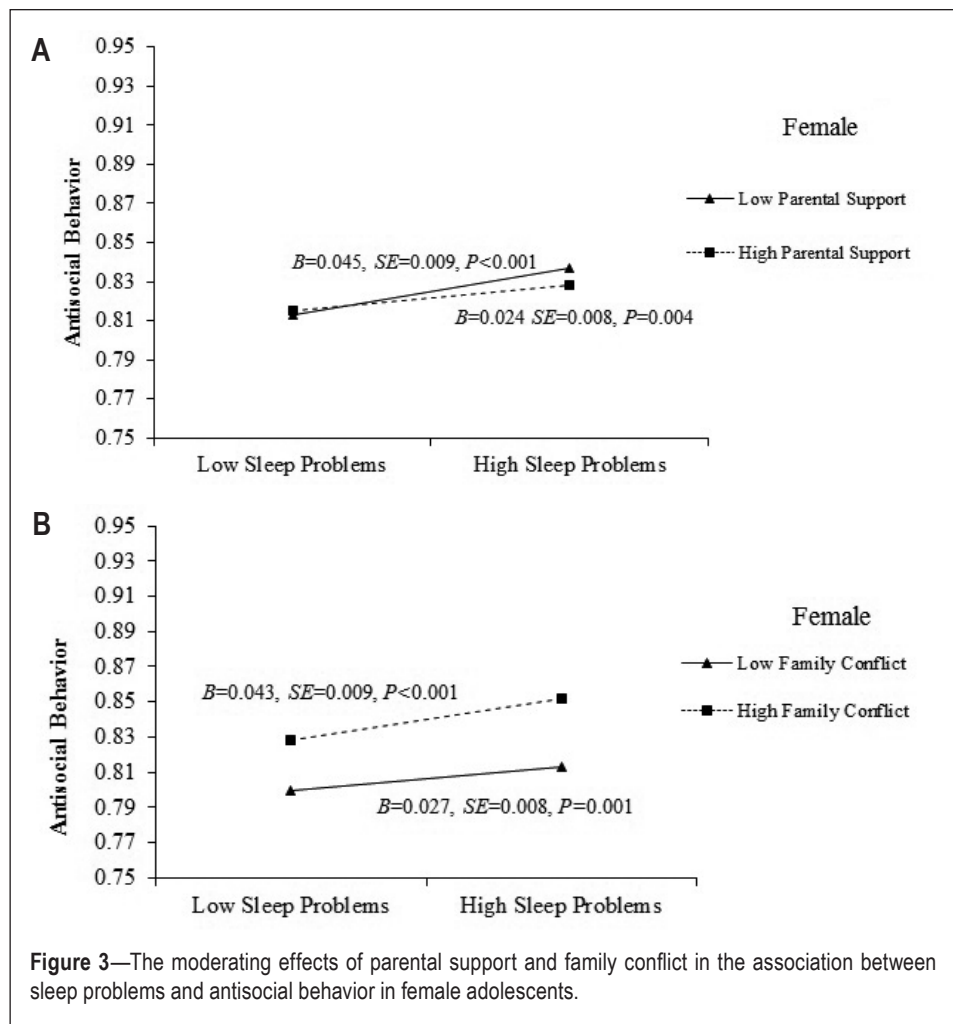 A
0.95
0.93
0.91
0.89
0.87
0.85
0.83
0.81
0.79
0.77
0.75
Antisocial Behavior
Female
Low Parental Support
High Parental Support
B=0.045, SE=0.009, P<0.001
B=0.024 SE=0.008, P=0.004
Low Sleep Problems
High Sleep Problems
B
0.95
0.93
0.91
0.89
0.87
0.85
0.83
0.81
0.79
0.77
0.75
Antisocial Behavior
Female
Low Family Conflict
High Family Conflict
B=0.043, SE=0.009, P<0.001
B=0.027, SE=0.008, P=0.001
Low Sleep Problems
High Sleep Problems
Figure 3—The moderating effects of parental support and family conflict in the association between
sleep problems and antisocial behavior in female adolescents.